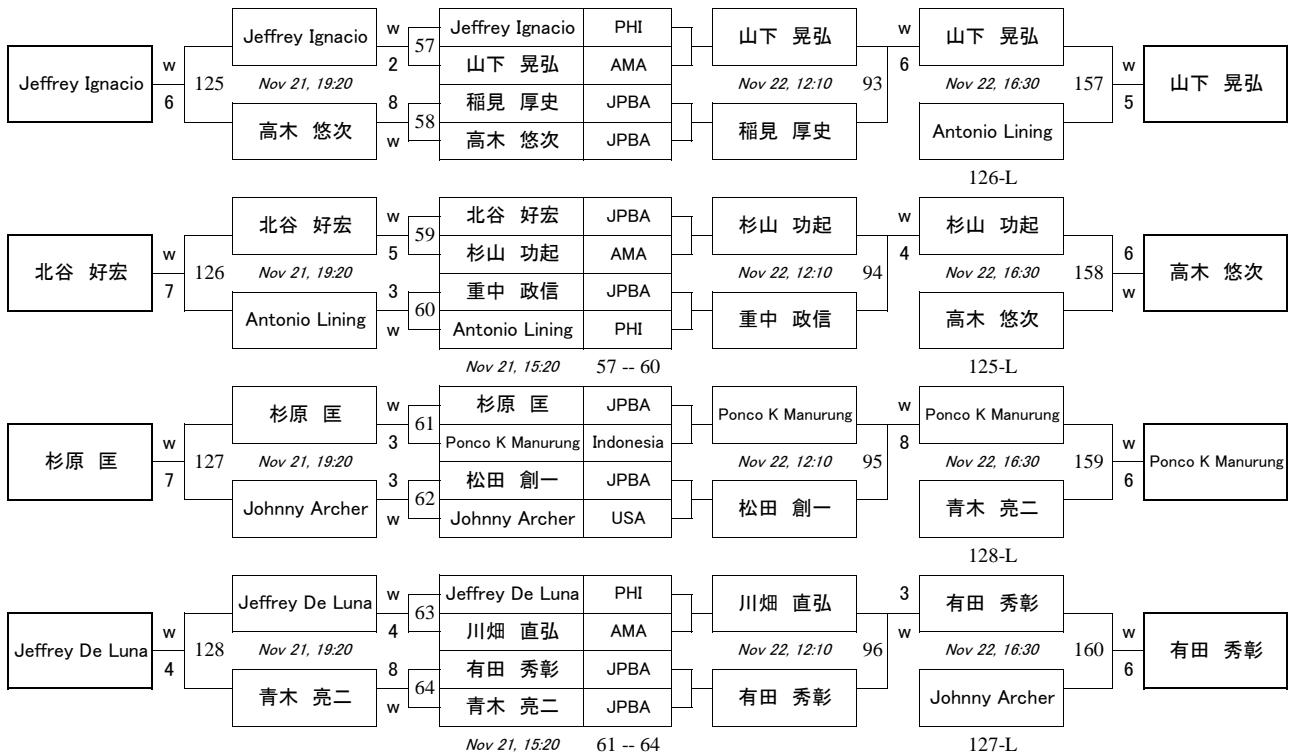 Jeffrey Ignacio w Jeffrey Ignacio PHI 山下 晃弘 w 山下 晃弘
57
w 2 山下 晃弘 AMA 6 w
Jeffrey Ignacio 125 Nov 21, 19:20 Nov 22, 12:10 93 Nov 22, 16:30 157 山下 晃弘
6 8 稲見 厚史 JPBA 5
高木 悠次 58 稲見 厚史 Antonio Lining
w 高木 悠次 JPBA
126-L
北谷 好宏 w 北谷 好宏 JPBA 杉山 功起 w 杉山 功起
59
w 5 杉山 功起 AMA 4 6
北谷 好宏 126 Nov 21, 19:20 Nov 22, 12:10 94 Nov 22, 16:30 158 高木 悠次
7 3 重中 政信 JPBA w
Antonio Lining 60 重中 政信 高木 悠次
w Antonio Lining PHI
Nov 21, 15:20 57 -- 60 125-L
杉原 匡 w 杉原 匡 JPBA Ponco K Manurung w Ponco K Manurung
61
w 3 Ponco K Manurung Indonesia 8 w
杉原 匡 127 Nov 21, 19:20 Nov 22, 12:10 95 Nov 22, 16:30 159 Ponco K Manurung
7 3 松田 創一 JPBA 6
Johnny Archer 62 松田 創一 青木 亮二
w Johnny Archer USA
128-L
Jeffrey De Luna w Jeffrey De Luna PHI 川畑 直弘 3 有田 秀彰
63
w 4 川畑 直弘 AMA w w
Jeffrey De Luna 128 Nov 21, 19:20 Nov 22, 12:10 96 Nov 22, 16:30 160 有田 秀彰
4 8 有田 秀彰 JPBA 6
青木 亮二 64 有田 秀彰 Johnny Archer
w 青木 亮二 JPBA
Nov 21, 15:20 61 -- 64 127-L